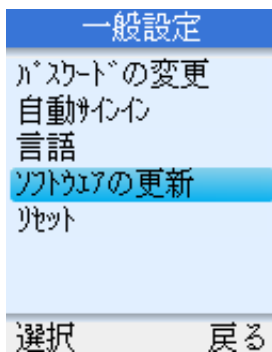 一般設定
ﾊﾟｽﾜｰﾄﾞの変更
自動ｻｲﾝｲﾝ
言語
ｿﾌﾄｳｪｱの更新
ﾘｾｯﾄ
選択 戻る